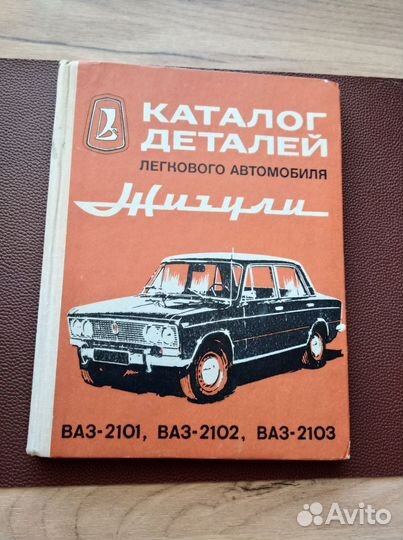 КАТАЛОГ
ДЕТАЛЕЙ
ЛЕГКОВОГО АВТОМОБИЛЯ
Жигули
ВАЗ-2101, ВАЗ-2102, ВАЗ-2103
Avito